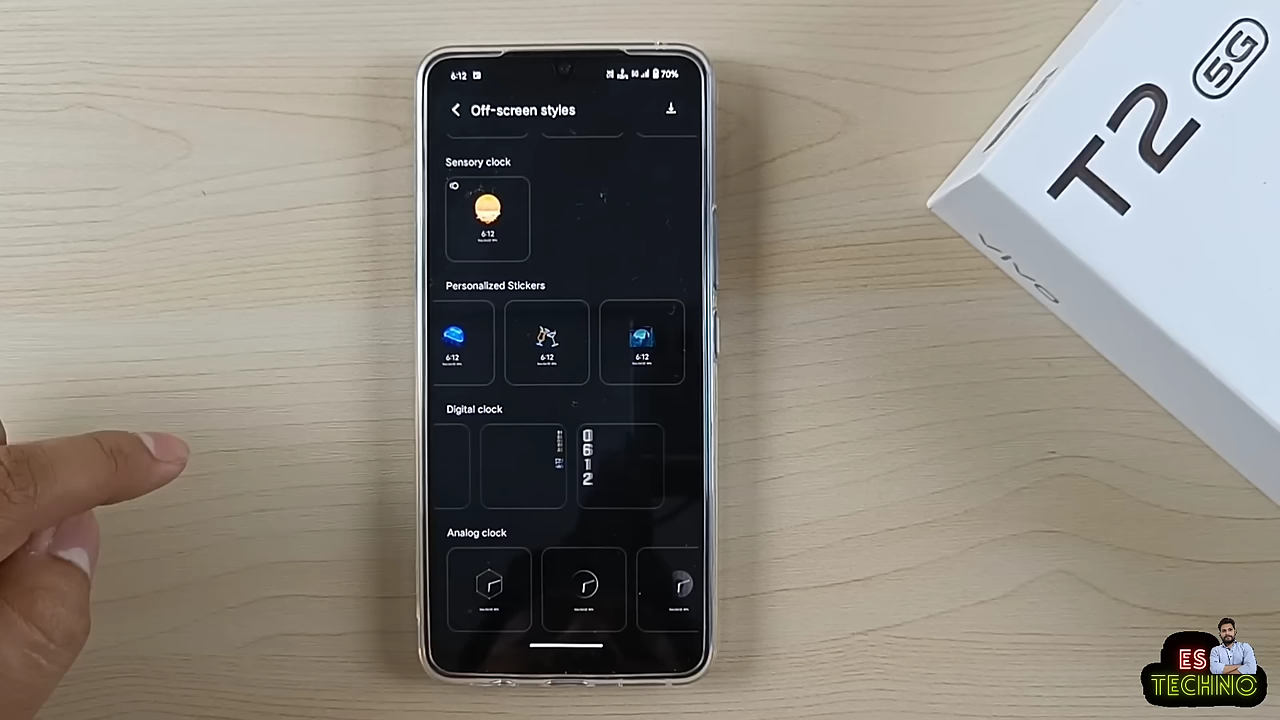 6:12
70%
Off-screen styles
Sensory clock
6:12
Personalized Stickers
6:12
6:12
6:12
Digital clock
0
6
1
2
Analog clock
T2 5G
vivo
ES
TECHNO